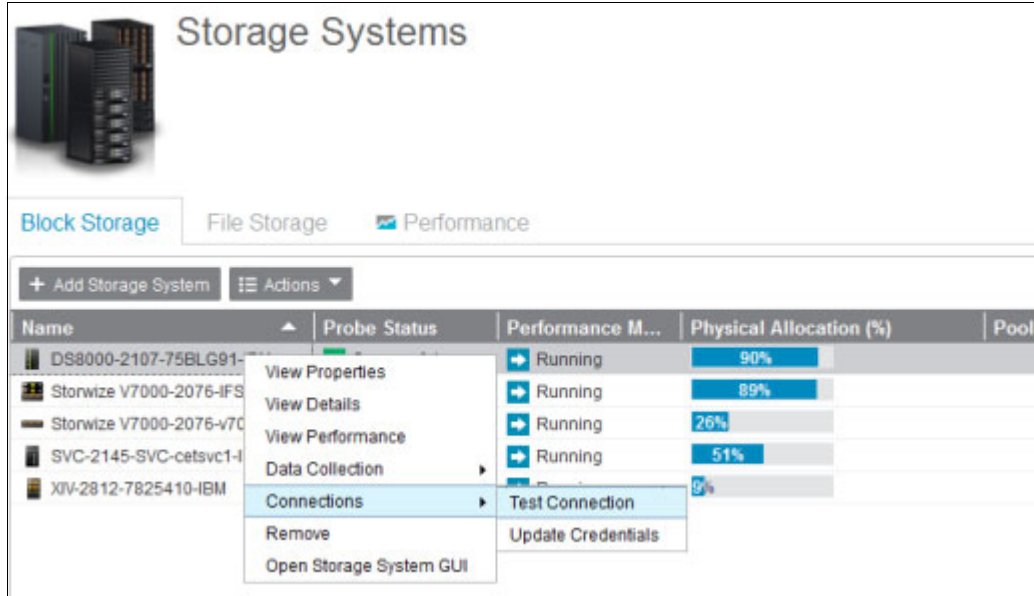 Storage Systems
Block Storage File Storage Performance
+ Add Storage System Actions
Name Probe Status Performance M... Physical Allocation (%) Pool
DS8000-2107-75BLG91- Running 90%
Storwize V7000-2076-IFS Running 89%
Storwize V7000-2076-v70 Running 26%
SVC-2145-SVC-cetsvc1-I Running 51%
XIV-2812-7825410-IBM 9%
View Properties
View Details
View Performance
Data Collection
Connections
Remove
Open Storage System GUI
Test Connection
Update Credentials